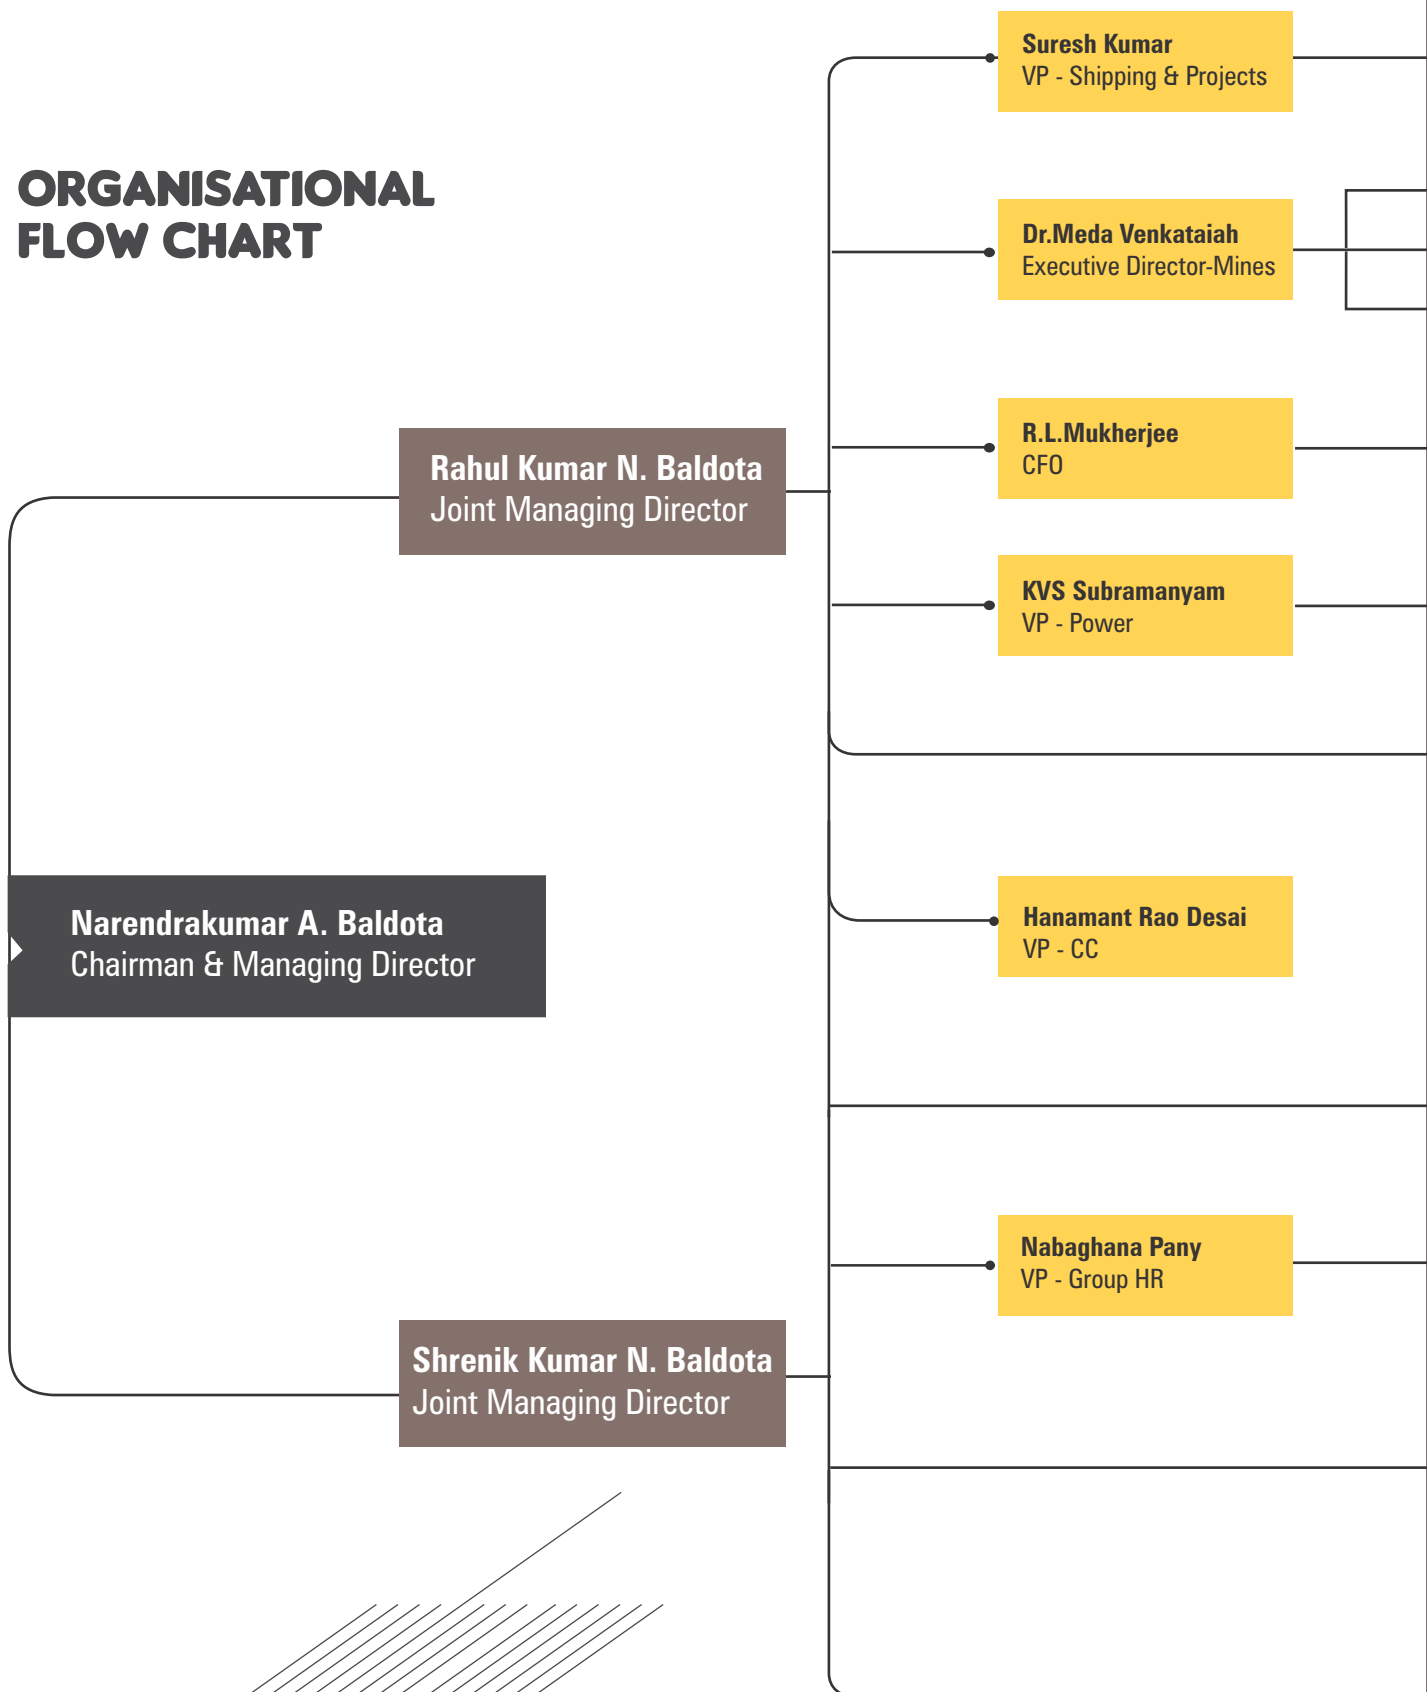 ORGANISATIONAL
FLOW CHART
Suresh Kumar
VP - Shipping & Projects
Dr.Meda Venkataiah
Executive Director-Mines
R.L.Mukherjee
CFO
Rahul Kumar N. Baldota
Joint Managing Director
KVS Subramanyam
VP - Power
Narendrakumar A. Baldota
Chairman & Managing Director
Hanamant Rao Desai
VP - CC
Nabaghana Pany
VP - Group HR
Shrenik Kumar N. Baldota
Joint Managing Director